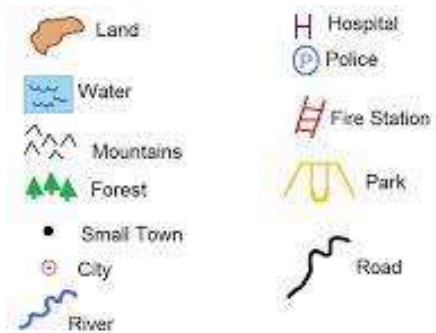 Land
Water
Mountains
Forest
Small Town
City
River
H Hospital
P Police
Fire Station
Park
Road